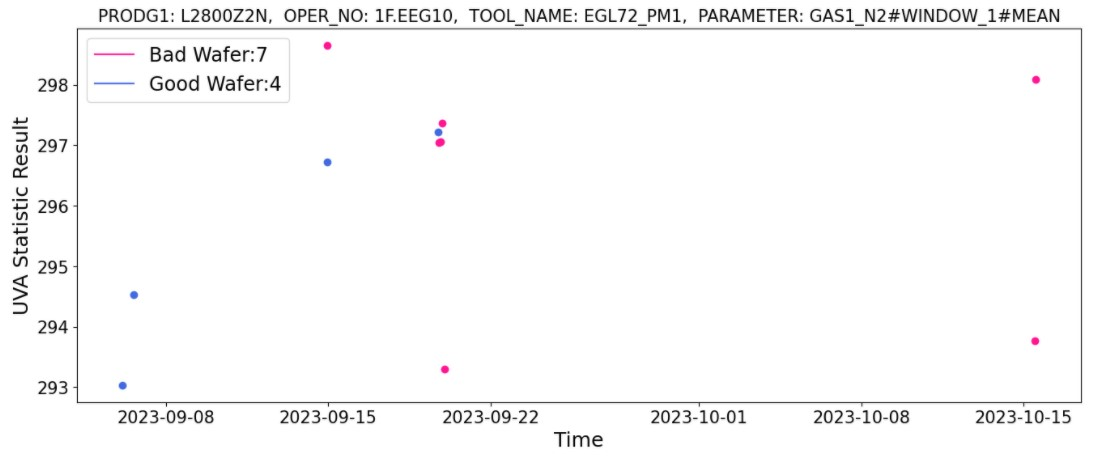 PRODG1: L2800Z2N, OPER_NO: 1F.EEG10, TOOL_NAME: EGL72_PM1, PARAMETER: GAS1_N2#WINDOW_1#MEAN
Bad Wafer:7
Good Wafer:4
298
297
296
295
294
293
UVA Statistic Result
2023-09-08 2023-09-15 2023-09-22 2023-10-01 2023-10-08 2023-10-15
Time